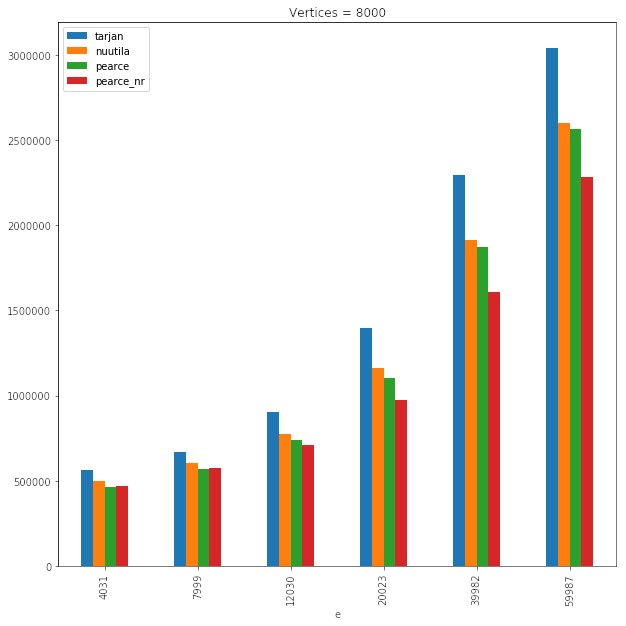 Vertices = 8000
tarjan
nuutila
pearce
pearce_nr
3000000
2500000
2000000
1500000
1000000
500000
0
4031 7999 12030 20023 39982 59987
e